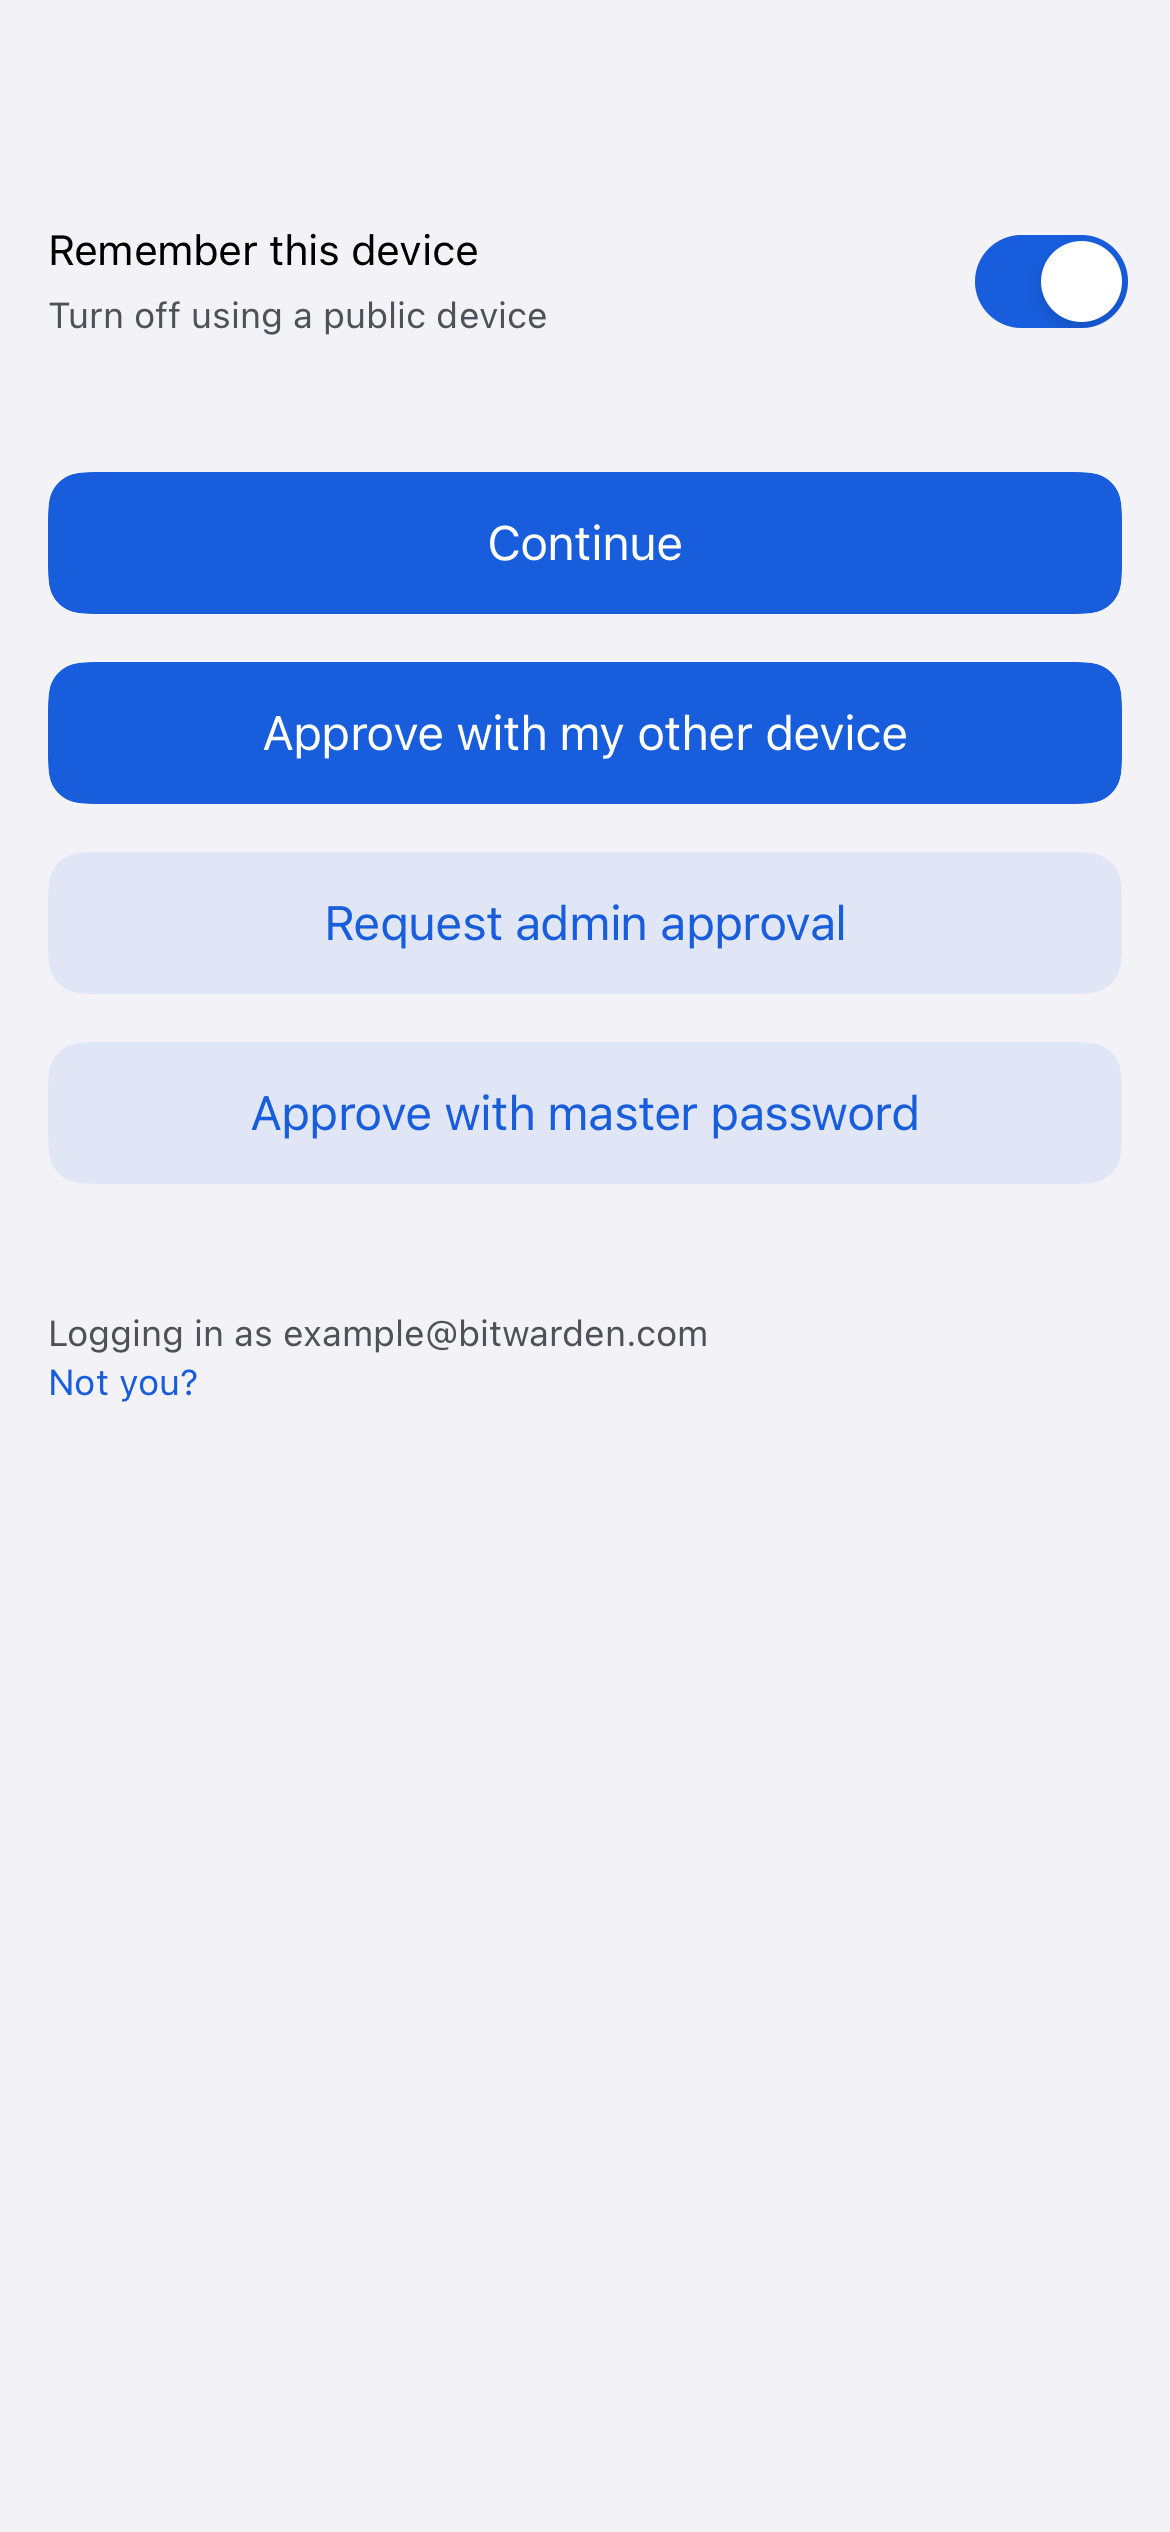 Remember this device
Turn off using a public device
Continue
Approve with my other device
Request admin approval
Approve with master password
Logging in as example@bitwarden.com
Not you?